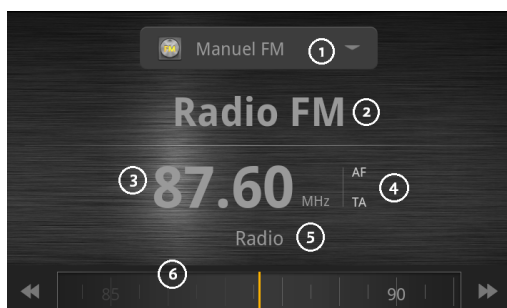 FM Manuel FM 1
Radio FM 2
3 87.60 MHz AF TA 4
Radio 5
6
85 90